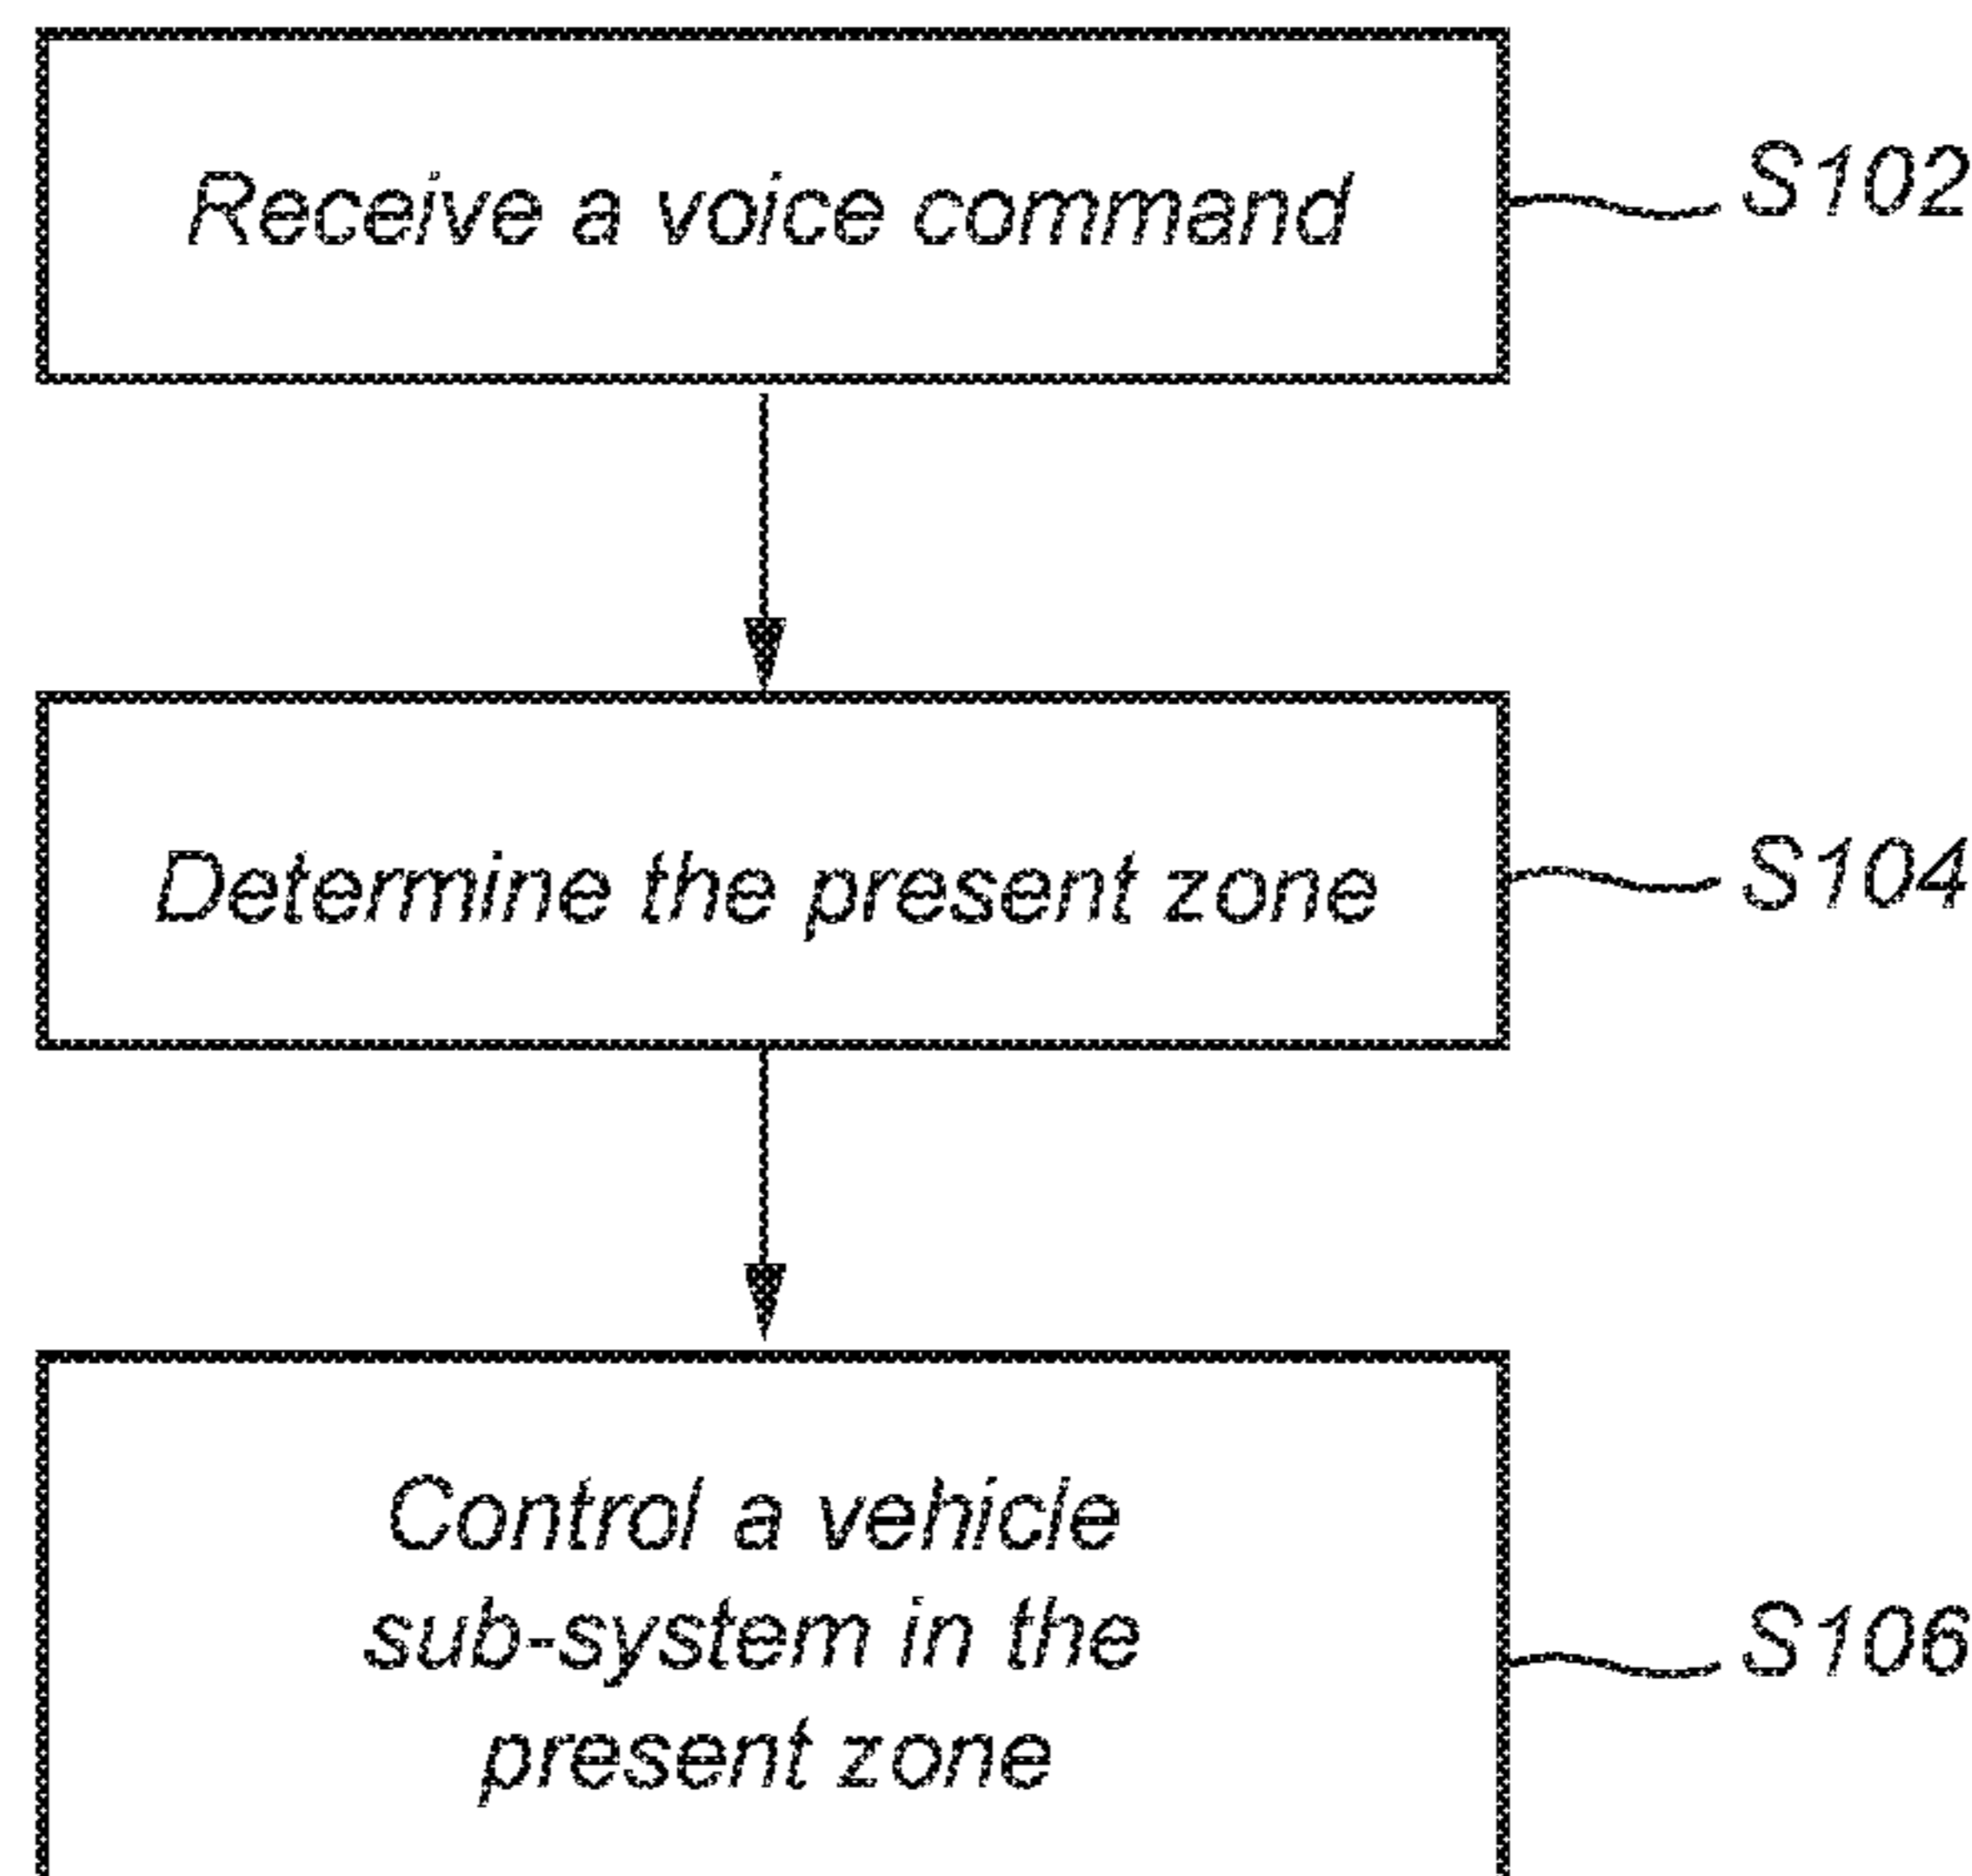 Receive a voice command
S102
Determine the present zone
S104
Control a vehicle
sub-system in the
present zone
S106